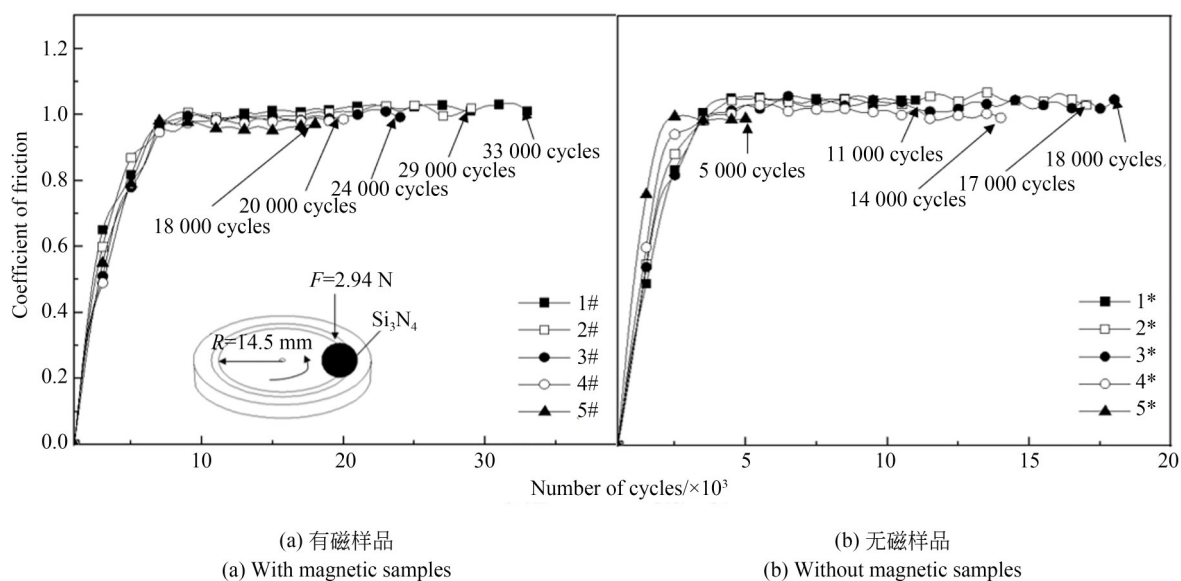 1.2
1.0
0.8
0.6
0.4
0.2
0.0
Coefficient of friction
(a)
18 000 cycles
20 000 cycles
24 000 cycles
29 000 cycles
33 000 cycles
F=2.94 N
Si₃N₄
R=14.5 mm
1#
2#
3#
4#
5#
10
20
30
(b)
5 000 cycles
11 000 cycles
14 000 cycles
17 000 cycles
18 000 cycles
1*
2*
3*
4*
5*
5
10
15
20
Number of cycles/×10³
(a) 有磁样品
(a) With magnetic samples
(b) 无磁样品
(b) Without magnetic samples